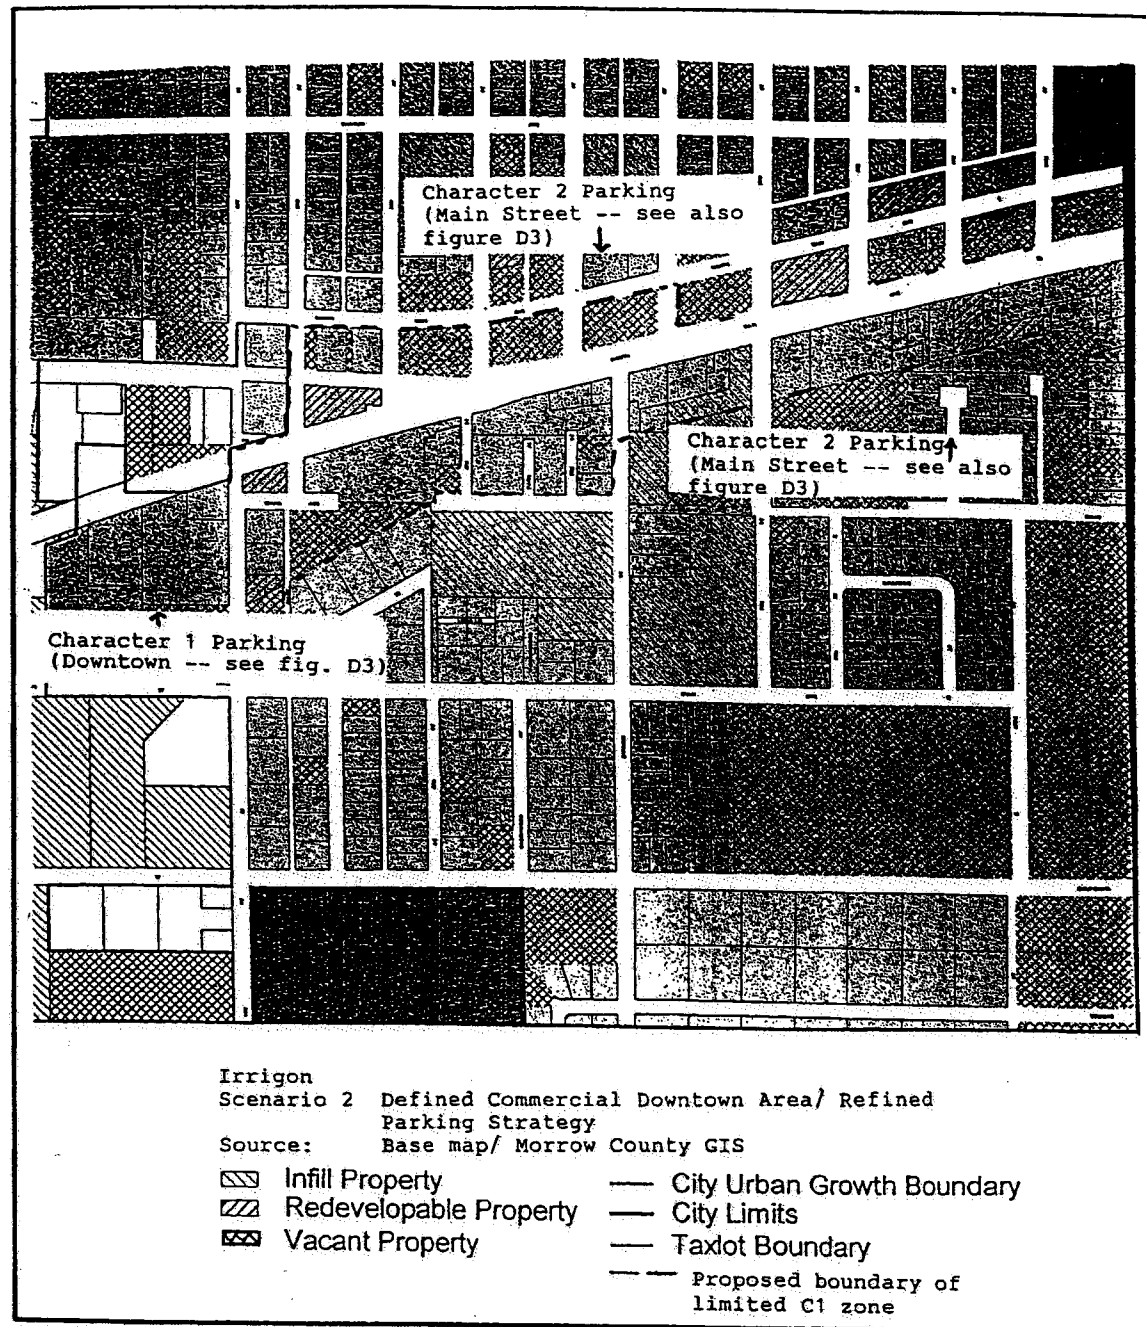 Character 2 Parking
(Main Street -- see also
figure D3)
Character 2 Parking
(Main Street -- see also
figure D3)
Character 1 Parking
(Downtown -- see fig. D3)
Irrigon
Scenario 2 Defined Commercial Downtown Area/ Refined
Parking Strategy
Source: Base map/ Morrow County GIS
Infill Property
Redevelopable Property
Vacant Property
City Urban Growth Boundary
City Limits
Taxlot Boundary
Proposed boundary of
limited C1 zone